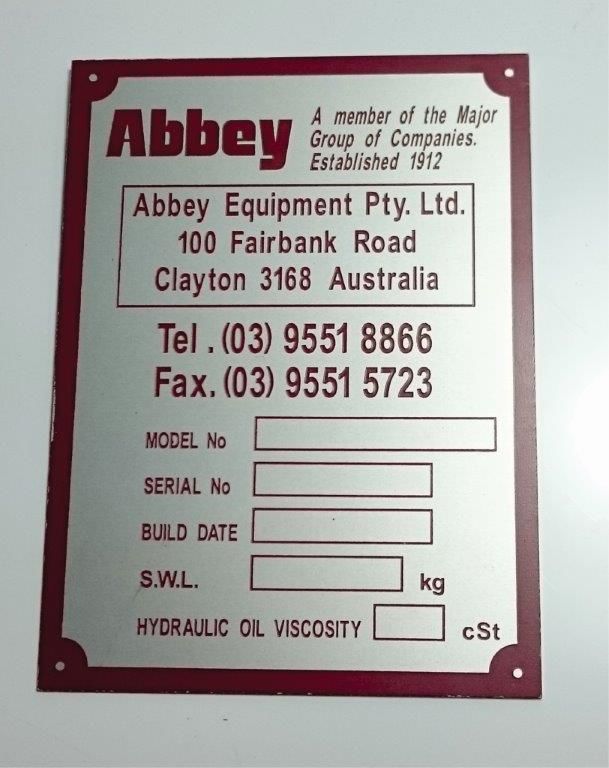 Abbey
A member of the Major
Group of Companies.
Established 1912
Abbey Equipment Pty. Ltd.
100 Fairbank Road
Clayton 3168 Australia
Tel . (03) 9551 8866
Fax. (03) 9551 5723
MODEL No
SERIAL No
BUILD DATE
S.W.L. kg
HYDRAULIC OIL VISCOSITY cSt